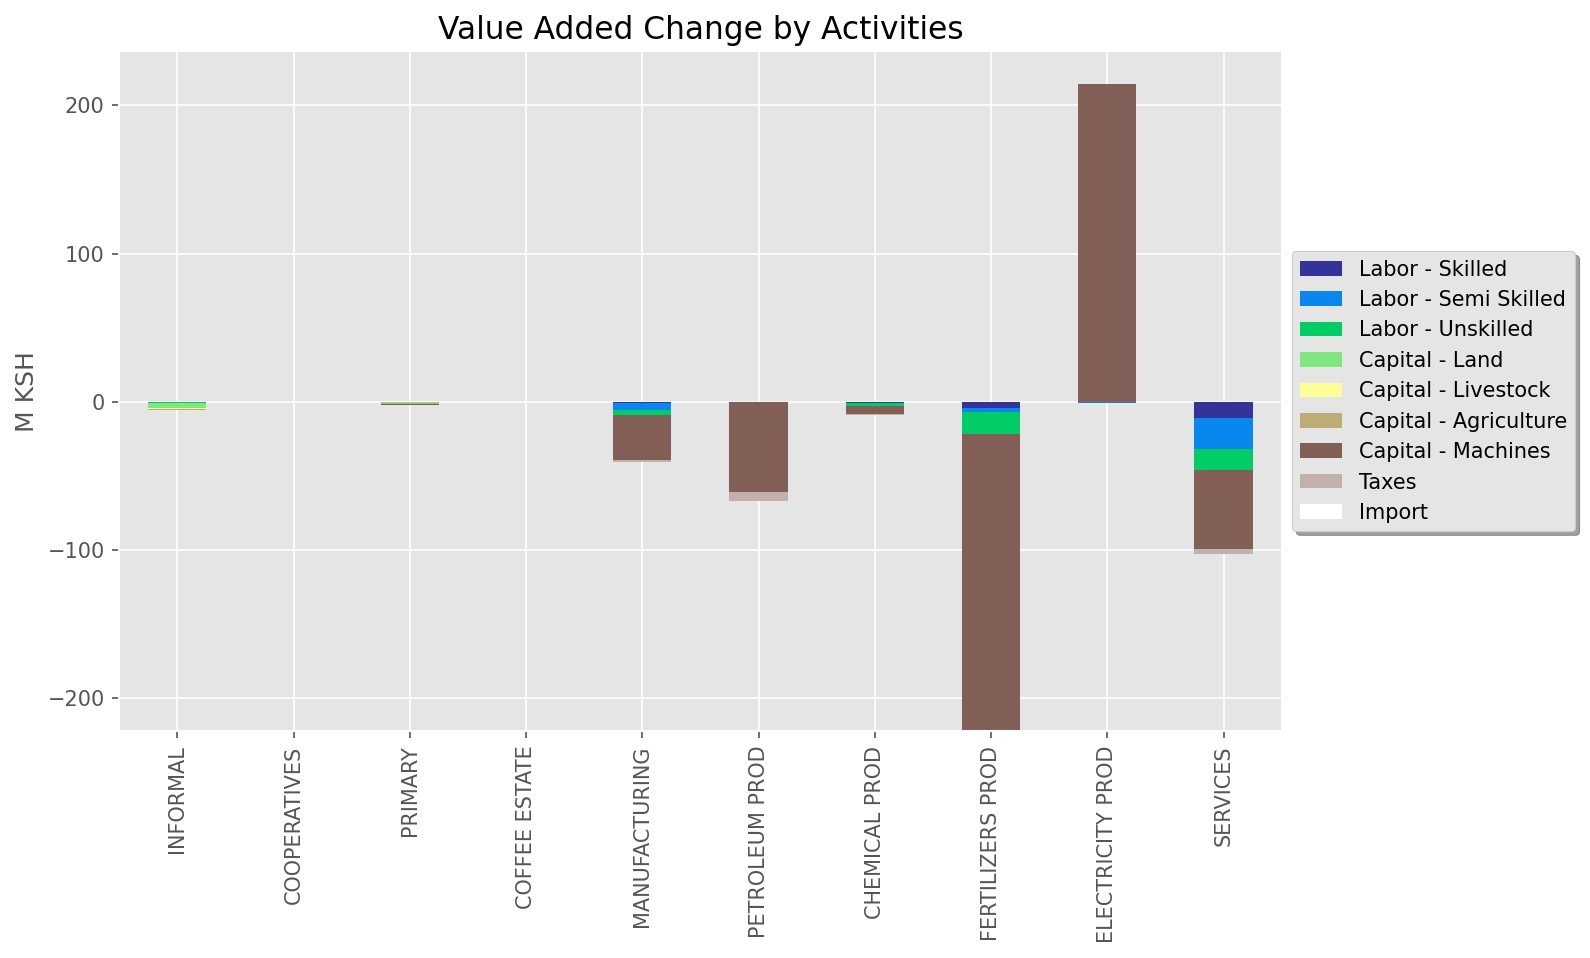 Value Added Change by Activities
M KSH
200
100
0
−100
−200
INFORMAL
COOPERATIVES
PRIMARY
COFFEE ESTATE
MANUFACTURING
PETROLEUM PROD
CHEMICAL PROD
FERTILIZERS PROD
ELECTRICITY PROD
SERVICES
Labor - Skilled
Labor - Semi Skilled
Labor - Unskilled
Capital - Land
Capital - Livestock
Capital - Agriculture
Capital - Machines
Taxes
Import